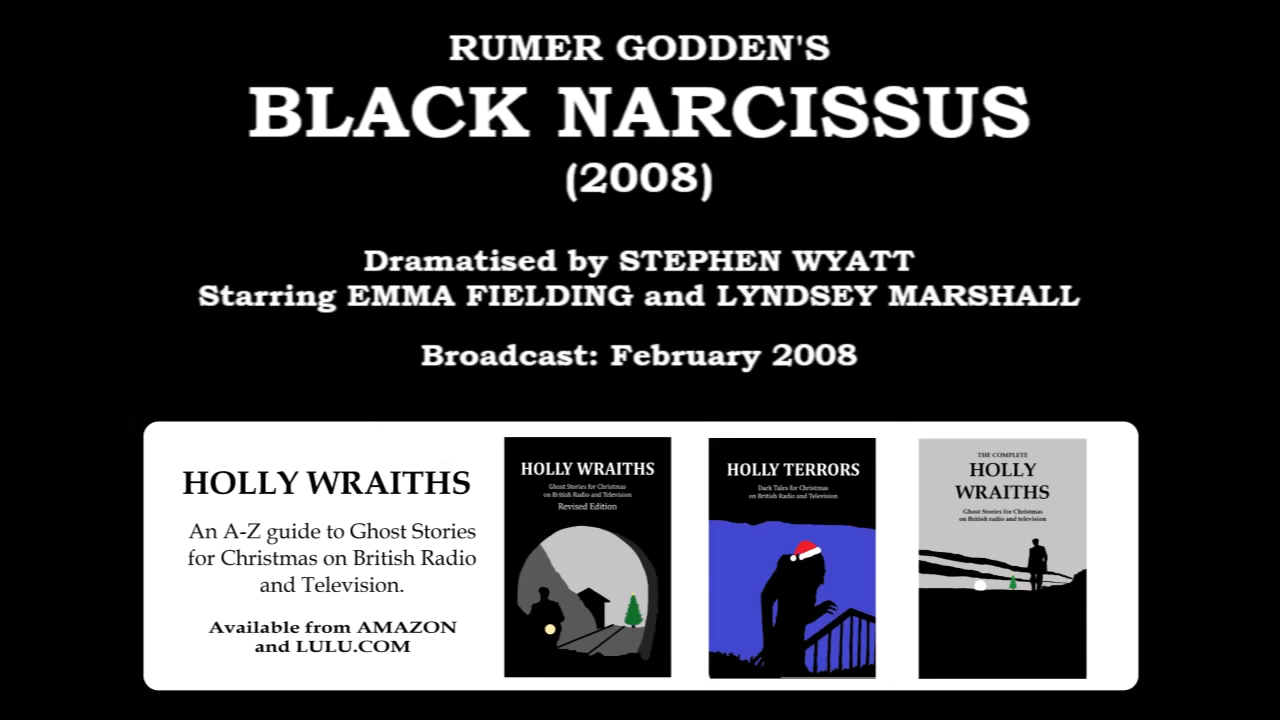 RUMER GODDEN'S
BLACK NARCISSUS
(2008)
Dramatised by STEPHEN WYATT
Starring EMMA FIELDING and LYNDSEY MARSHALL
Broadcast: February 2008
HOLLY WRAITHS
An A-Z guide to Ghost Stories
for Christmas on British Radio
and Television.
Available from AMAZON
and LULU.COM
HOLLY WRAITHS
Ghost Stories for Christmas
on British Radio and Television
Revised Edition
HOLLY TERRORS
Dark Tales for Christmas
on British Radio and Television
THE COMPLETE
HOLLY
WRAITHS
Ghost Stories for Christmas
on British radio and television